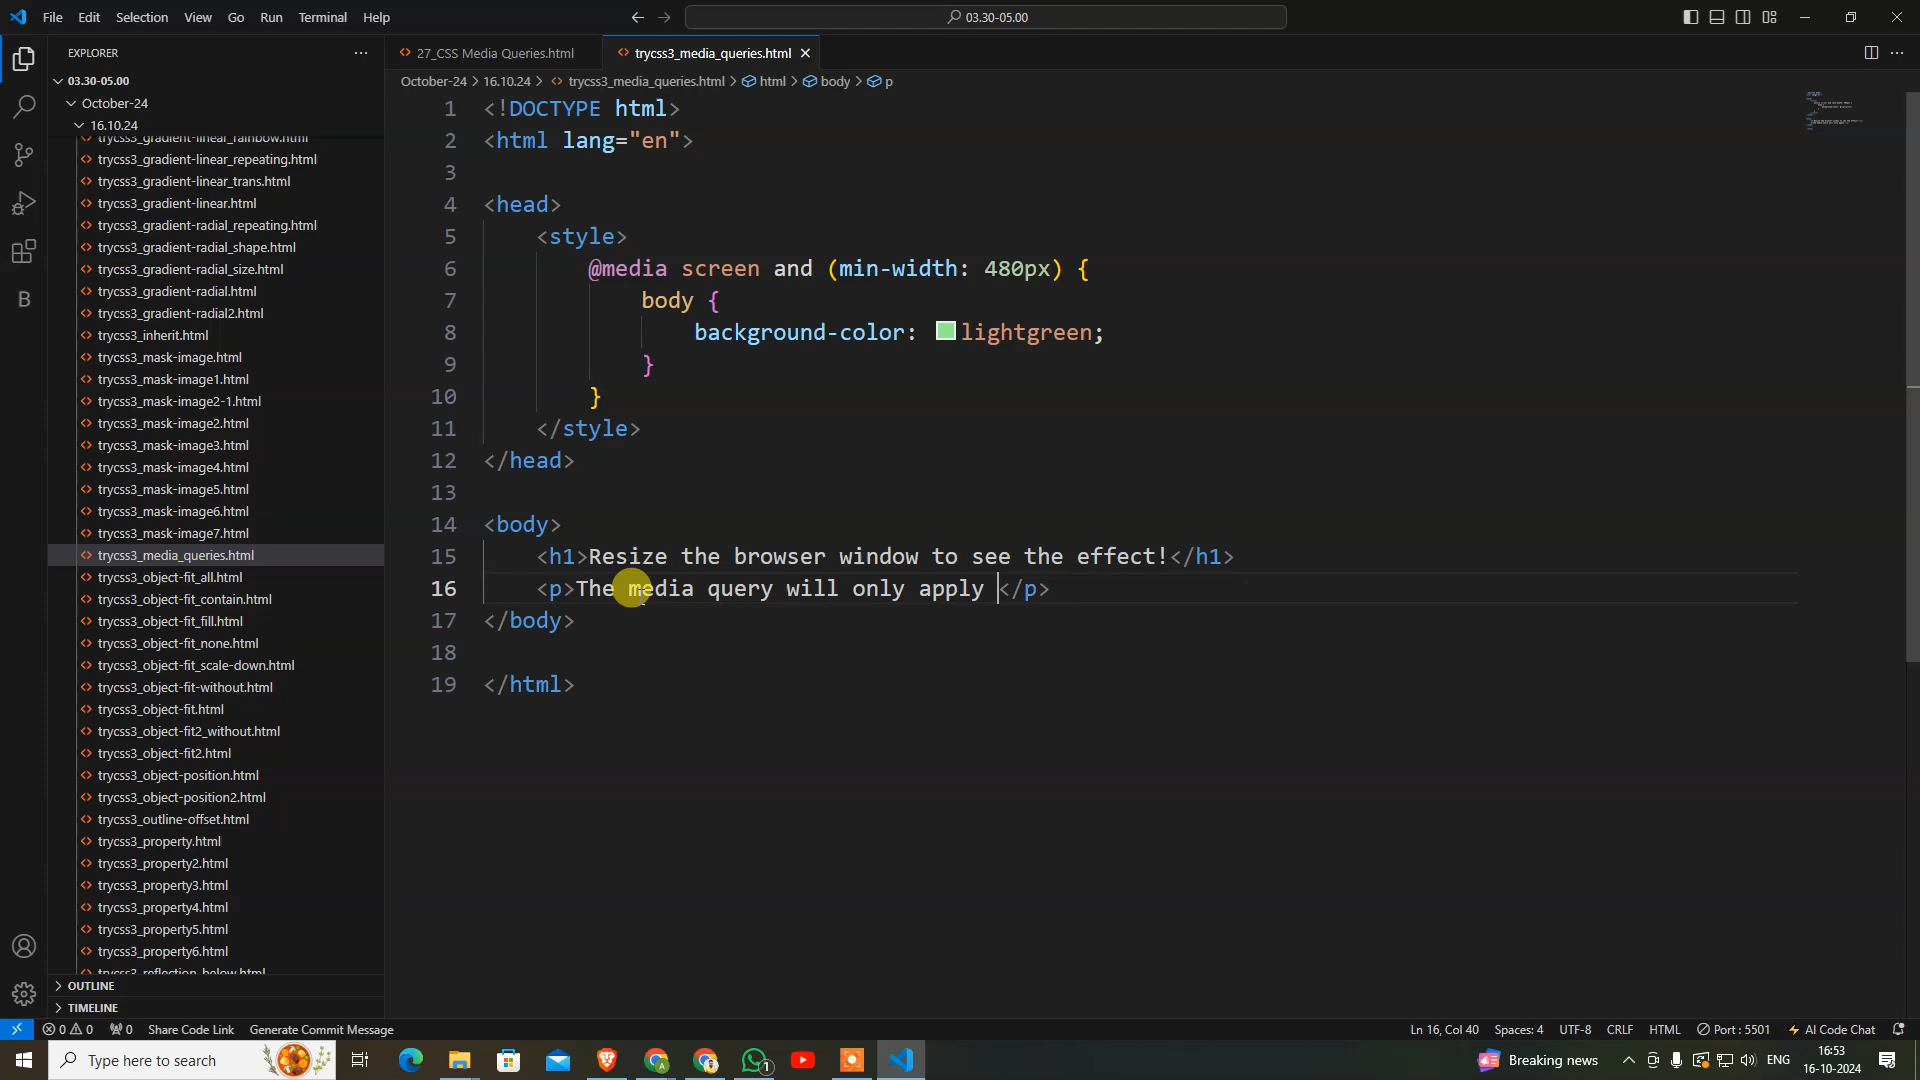 File Edit Selection View Go Run Terminal Help
03.30-05.00
EXPLORER
03.30-05.00
October-24
16.10.24
trycss3_gradient-linear_rainbow.html
trycss3_gradient-linear_repeating.html
trycss3_gradient-linear_trans.html
trycss3_gradient-linear.html
trycss3_gradient-radial_repeating.html
trycss3_gradient-radial_shape.html
trycss3_gradient-radial_size.html
trycss3_gradient-radial.html
trycss3_gradient-radial2.html
trycss3_inherit.html
trycss3_mask-image.html
trycss3_mask-image1.html
trycss3_mask-image2-1.html
trycss3_mask-image2.html
trycss3_mask-image3.html
trycss3_mask-image4.html
trycss3_mask-image5.html
trycss3_mask-image6.html
trycss3_mask-image7.html
trycss3_media_queries.html
trycss3_object-fit_all.html
trycss3_object-fit_contain.html
trycss3_object-fit_fill.html
trycss3_object-fit_none.html
trycss3_object-fit_scale-down.html
trycss3_object-fit-without.html
trycss3_object-fit.html
trycss3_object-fit2_without.html
trycss3_object-fit2.html
trycss3_object-position.html
trycss3_object-position2.html
trycss3_outline-offset.html
trycss3_property.html
trycss3_property2.html
trycss3_property3.html
trycss3_property4.html
trycss3_property5.html
trycss3_property6.html
trycss3_reflection_below.html
OUTLINE
TIMELINE
27_CSS Media Queries.html
trycss3_media_queries.html
October-24 > 16.10.24 > trycss3_media_queries.html > html > body > p
1 <!DOCTYPE html>
2 <html lang="en">
3
4 <head>
5 <style>
6 @media screen and (min-width: 480px) {
7 body {
8 background-color: lightgreen;
9 }
10 }
11 </style>
12 </head>
13
14 <body>
15 <h1>Resize the browser window to see the effect!</h1>
16 <p>The media query will only apply </p>
17 </body>
18
19 </html>
0 0 0 Share Code Link Generate Commit Message
Ln 16, Col 40 Spaces: 4 UTF-8 CRLF HTML Port : 5501 AI Code Chat
Type here to search
1
Breaking news
ENG
16:53
16-10-2024